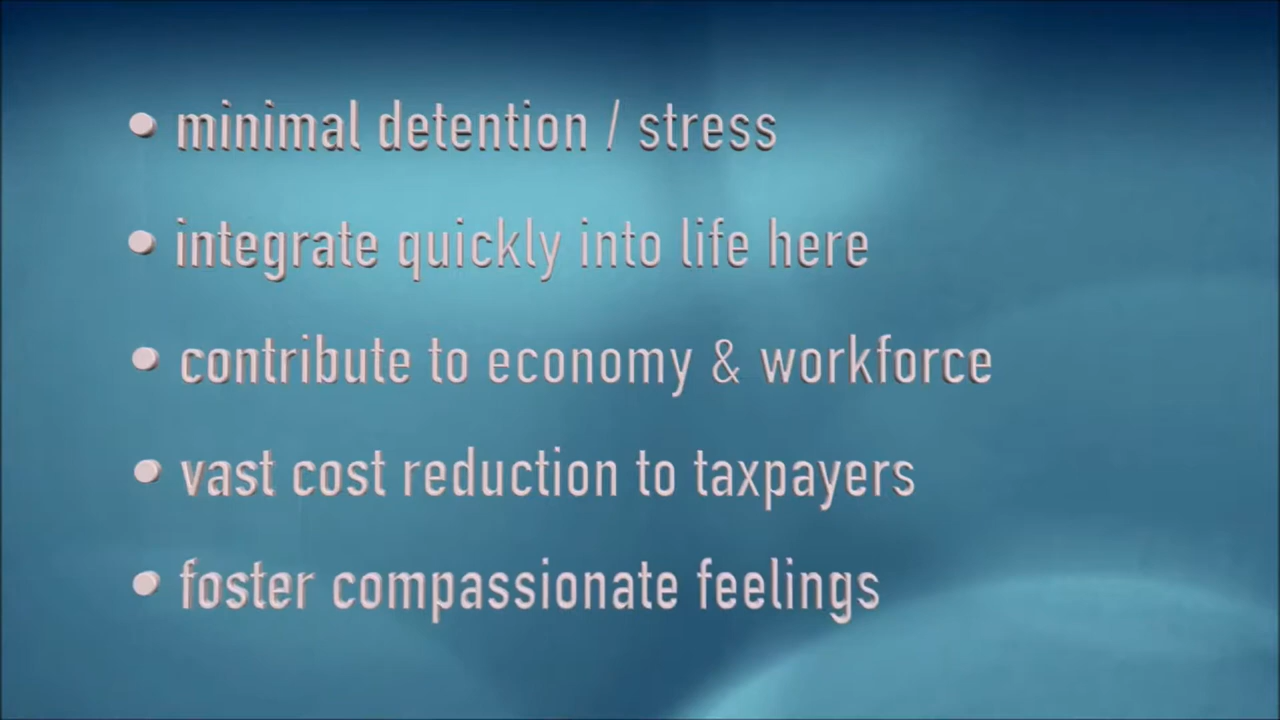 • minimal detention / stress
• integrate quickly into life here
• contribute to economy & workforce
• vast cost reduction to taxpayers
• foster compassionate feelings